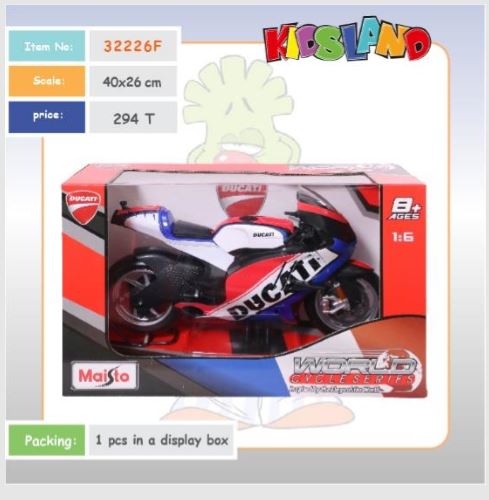 KIDSLAND
Item No: 32226F
Scale: 40x26 cm
price: 294 T
DUCATI
DUCATI
8+
AGES
1:6
DUCATI
DUCATI
Maisto
WORLD
CYCLE SERIES
Packing: 1 pcs in a display box